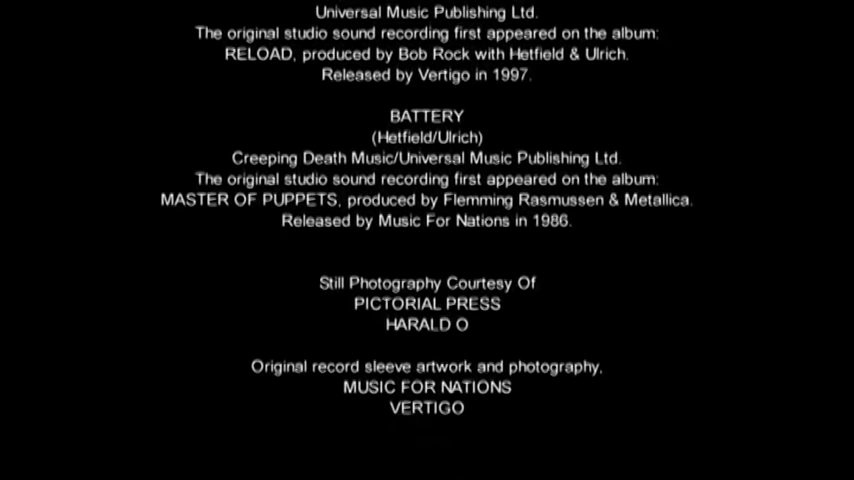 Universal Music Publishing Ltd.
The original studio sound recording first appeared on the album:
RELOAD, produced by Bob Rock with Hetfield & Ulrich.
Released by Vertigo in 1997.
BATTERY
(Hetfield/Ulrich)
Creeping Death Music/Universal Music Publishing Ltd.
The original studio sound recording first appeared on the album:
MASTER OF PUPPETS, produced by Flemming Rasmussen & Metallica.
Released by Music For Nations in 1986.
Still Photography Courtesy Of
PICTORIAL PRESS
HARALD O
Original record sleeve artwork and photography,
MUSIC FOR NATIONS
VERTIGO